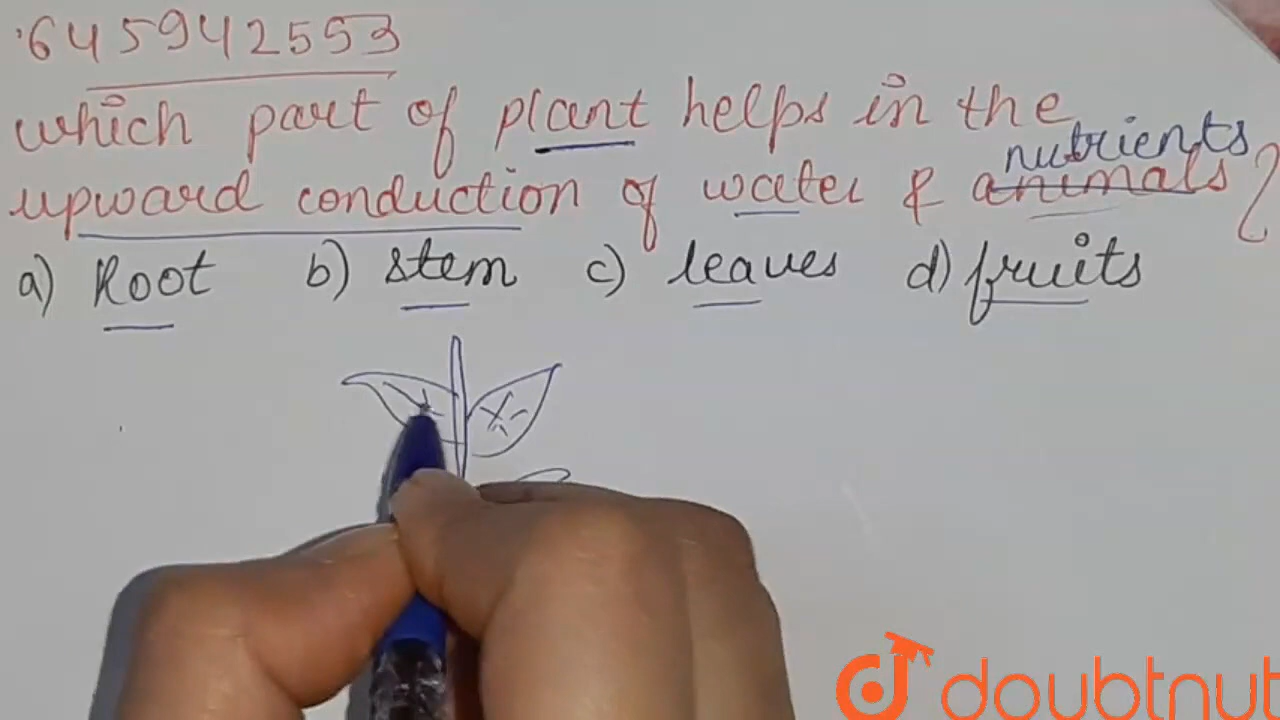 645942553
which part of plant helps in the
nutrients
upward conduction of water & animals?
a) Root b) stem c) leaves d) fruits
doubtnut